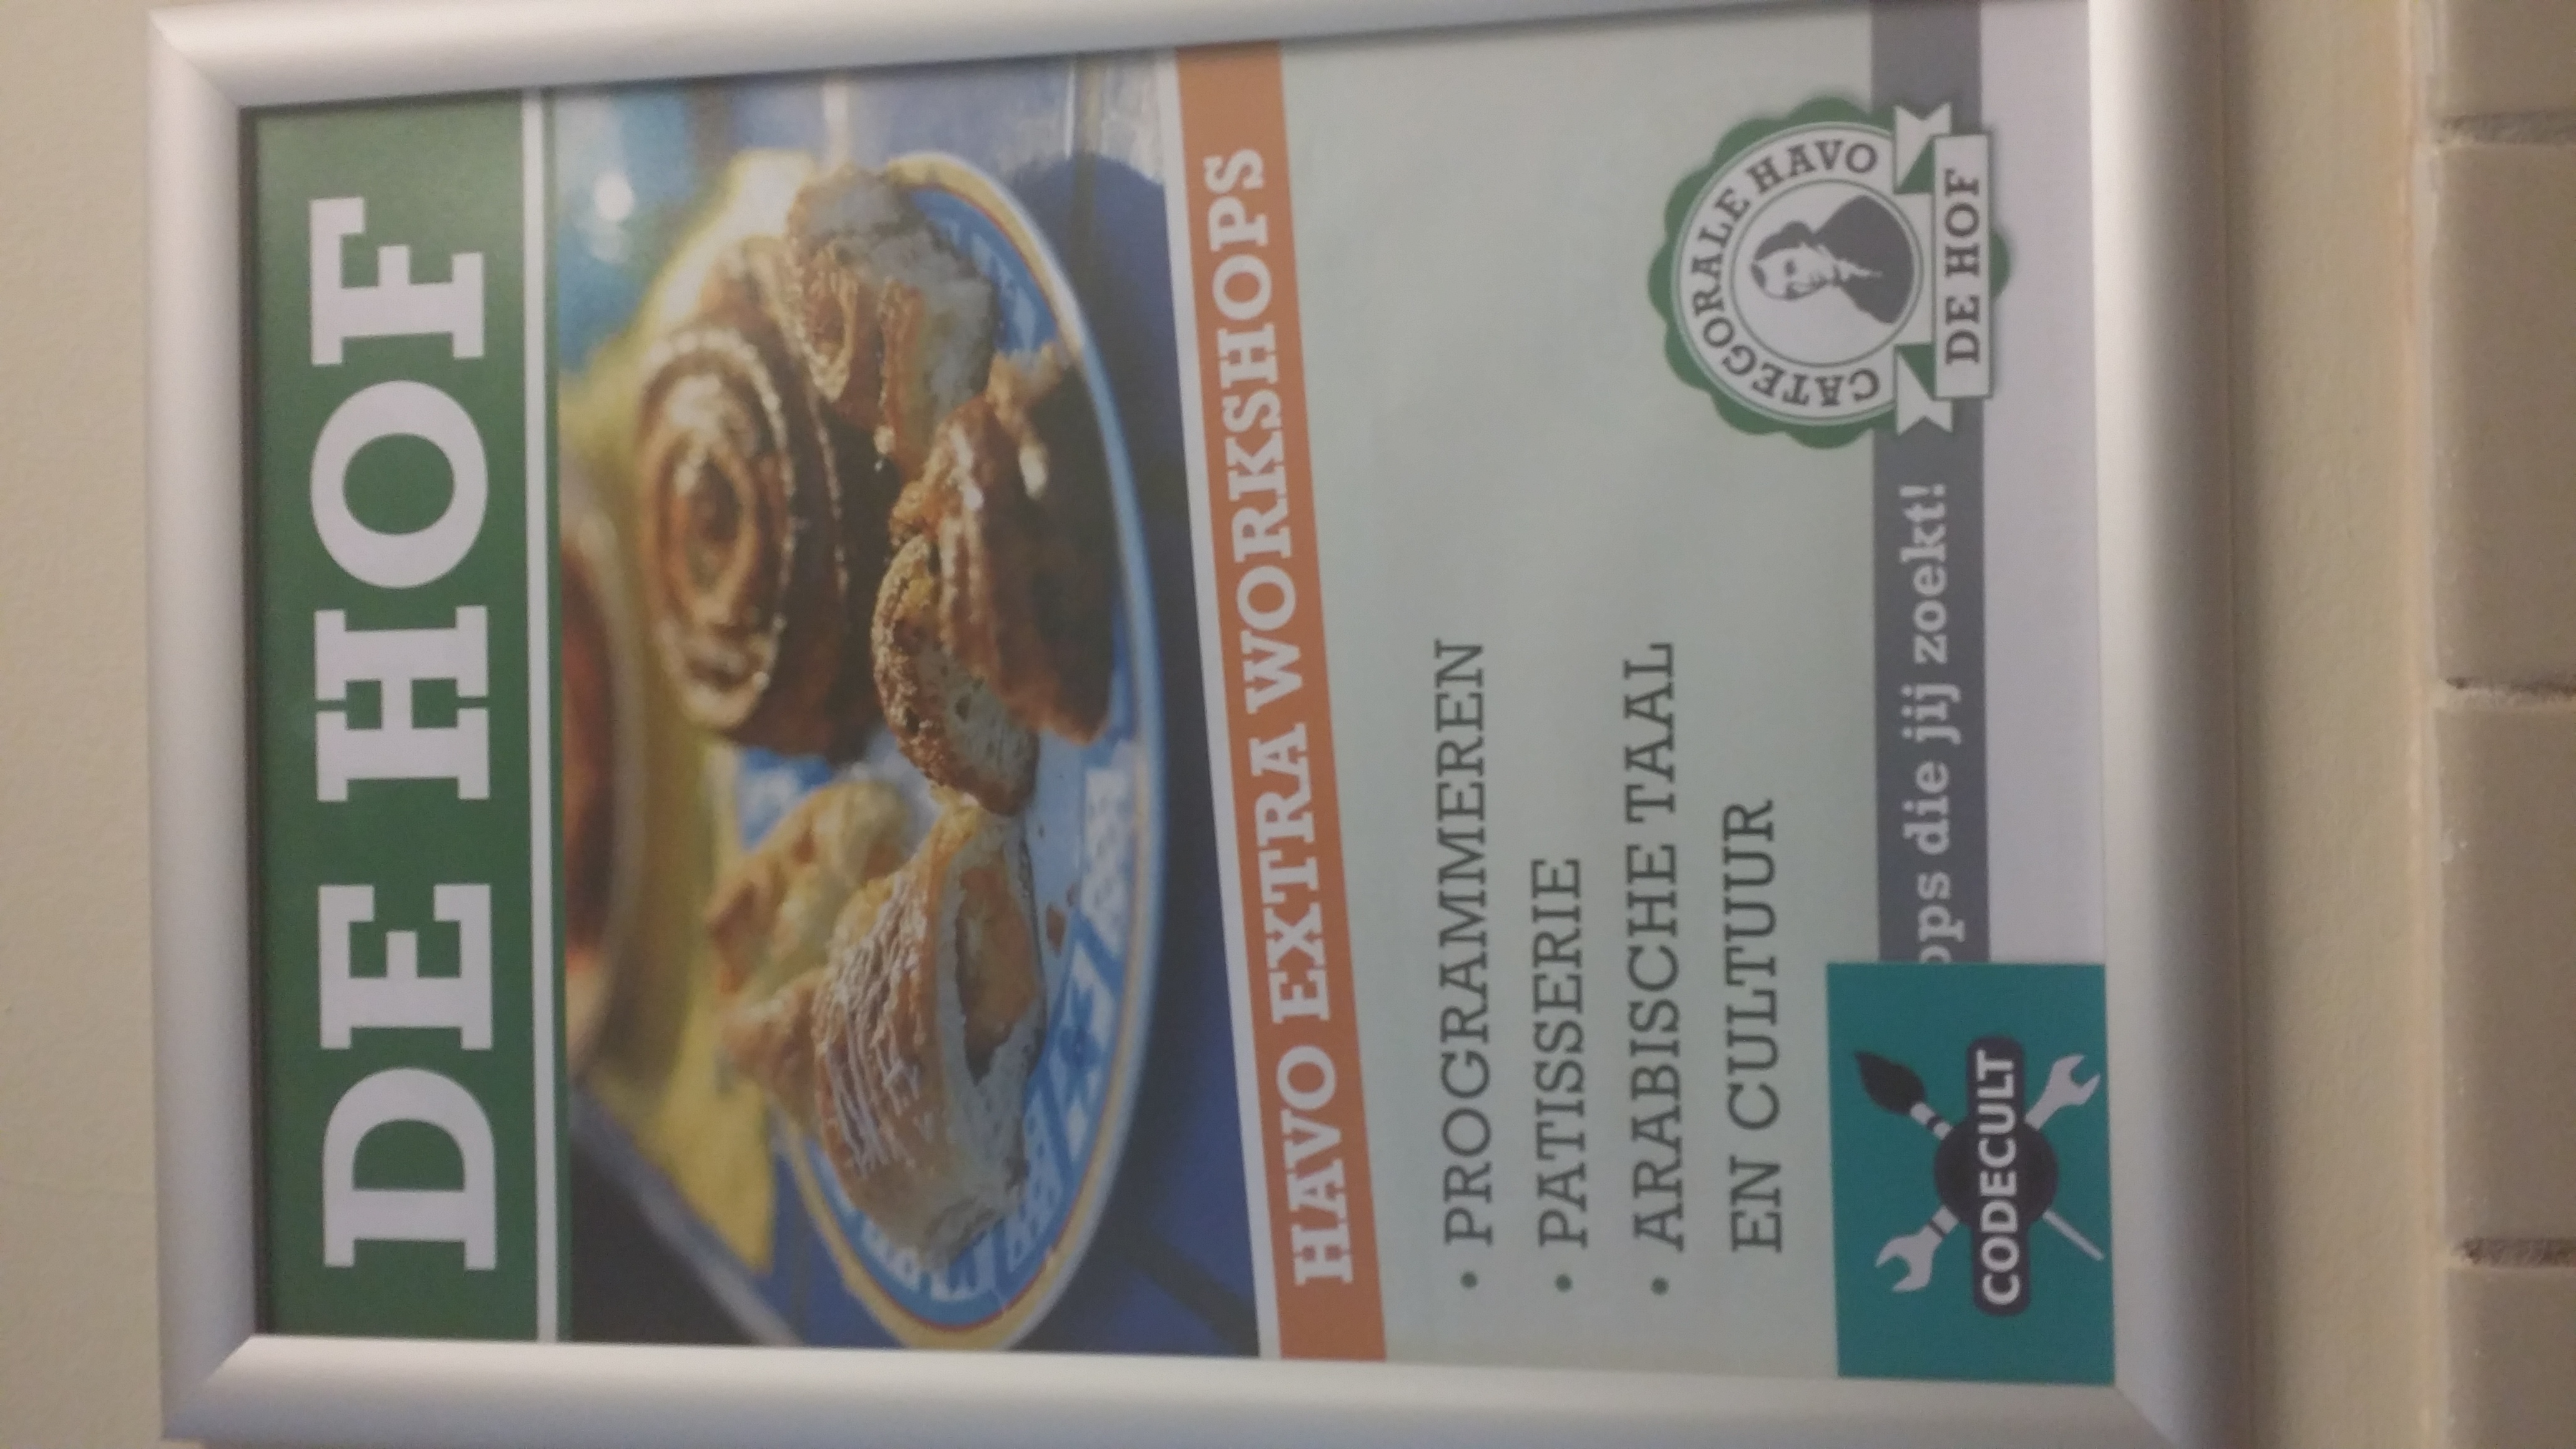 DE HOF
HAVO EXTRA WORKSHOPS
• PROGRAMMEREN
• PATISSERIE
• ARABISCHE TAAL
EN CULTUUR
ops die jij zoekt!
CODECULT
CATEGORALE HAVO
DE HOF